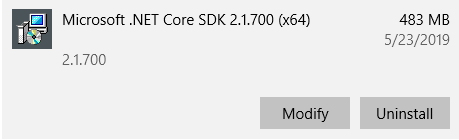 Microsoft .NET Core SDK 2.1.700 (x64) 483 MB
5/23/2019
2.1.700
Modify Uninstall